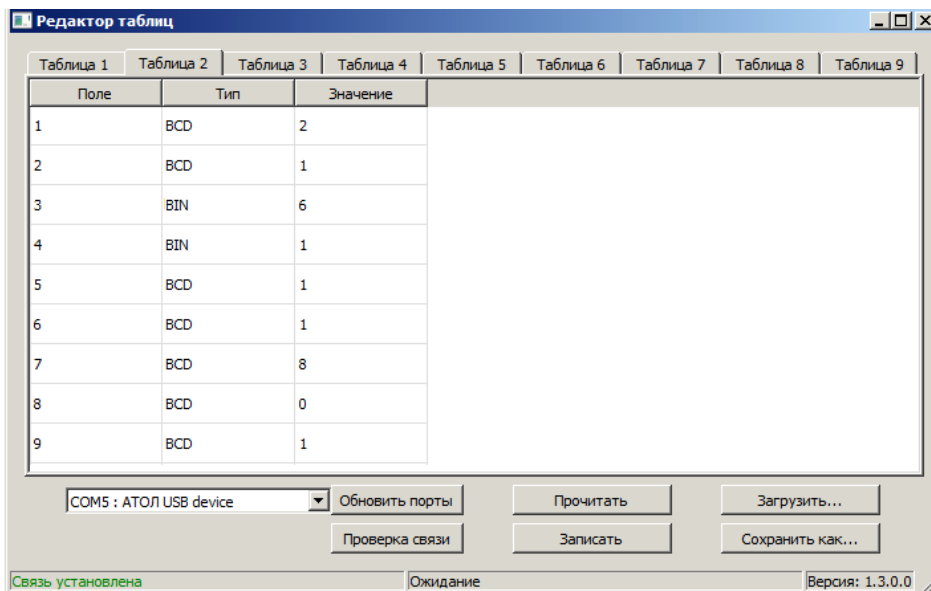 Редактор таблиц
Таблица 1 Таблица 2 Таблица 3 Таблица 4 Таблица 5 Таблица 6 Таблица 7 Таблица 8 Таблица 9
Поле Тип Значение
1 BCD 2
2 BCD 1
3 BIN 6
4 BIN 1
5 BCD 1
6 BCD 1
7 BCD 8
8 BCD 0
9 BCD 1
COM5 : АТОЛ USB device Обновить порты Прочитать Загрузить...
Проверка связи Записать Сохранить как...
Связь установлена Ожидание Версия: 1.3.0.0